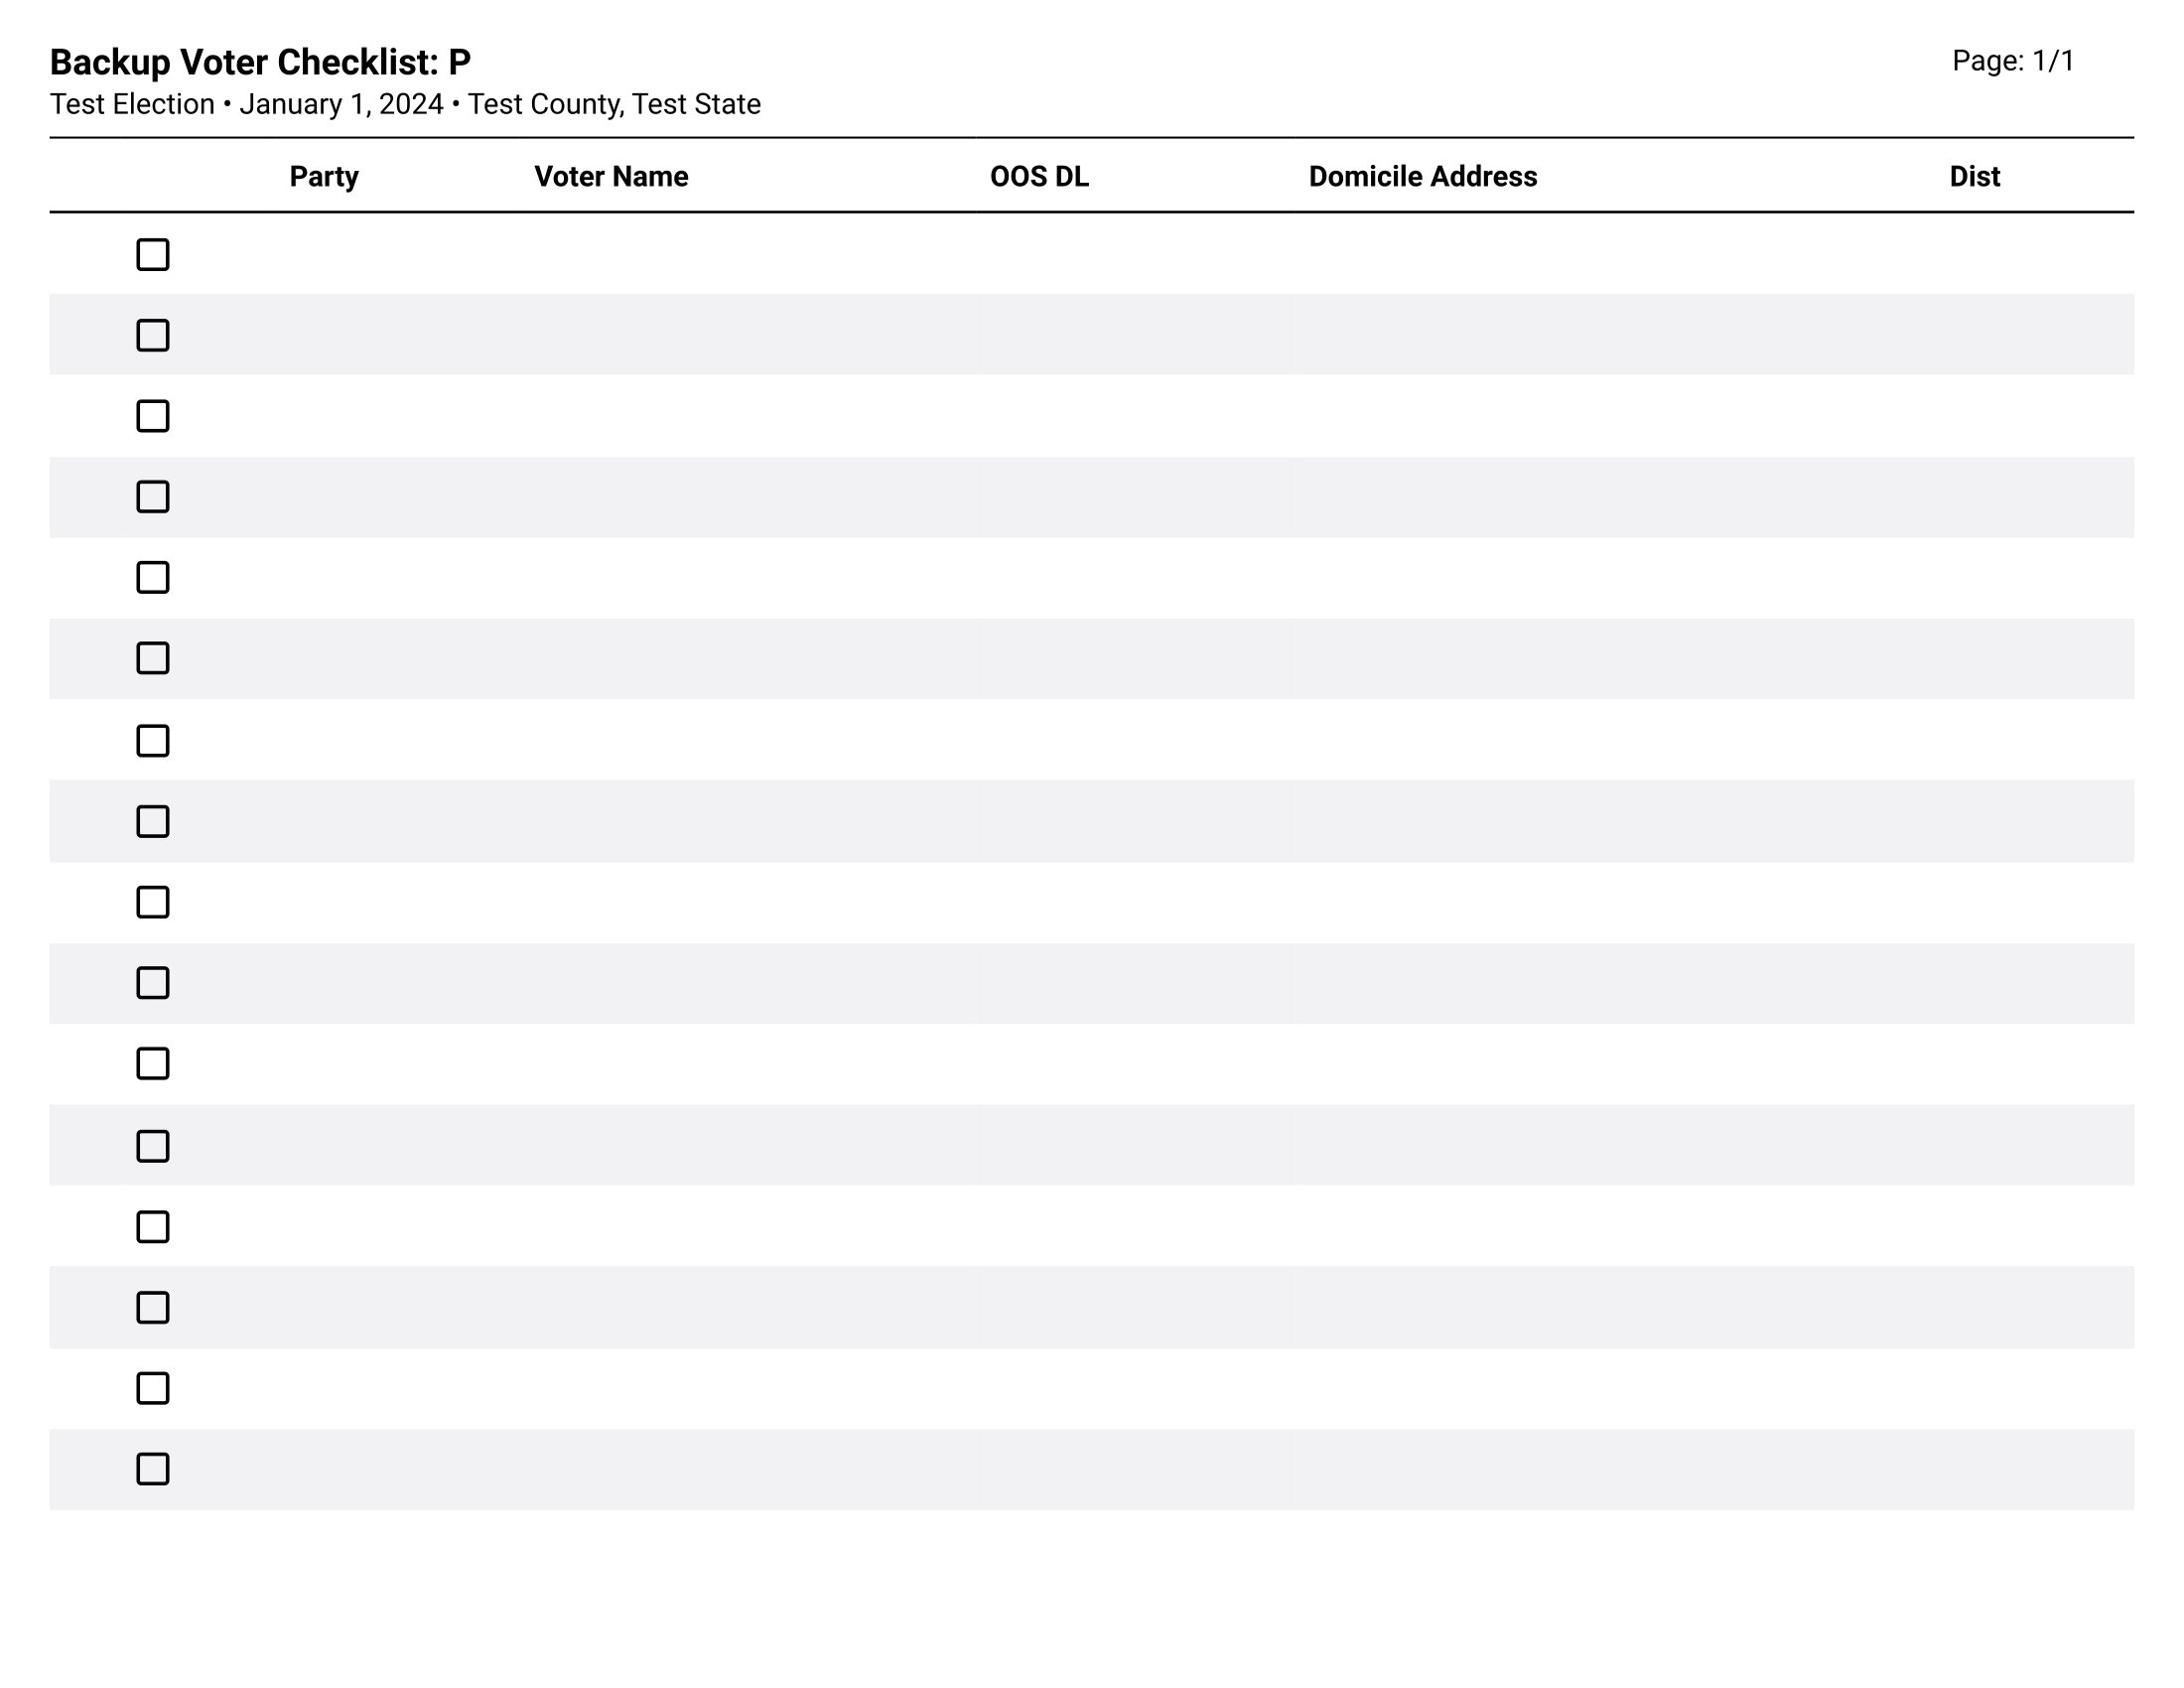 Backup Voter Checklist: P
Page: 1/1
Test Election • January 1, 2024 • Test County, Test State
Party Voter Name OOS DL Domicile Address Dist